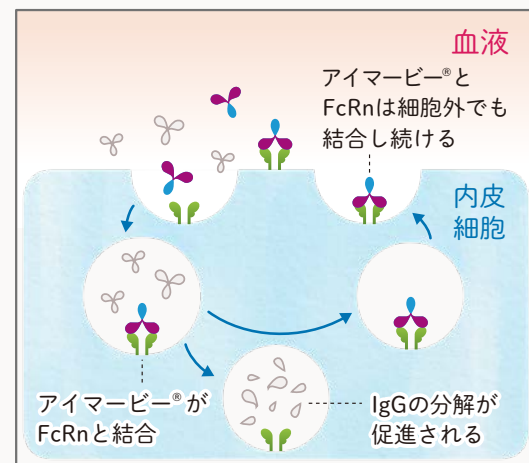 血液
アイマービー®と
FcRnは細胞外でも
結合し続ける
内皮
細胞
アイマービー®が
FcRnと結合
IgGの分解が
促進される